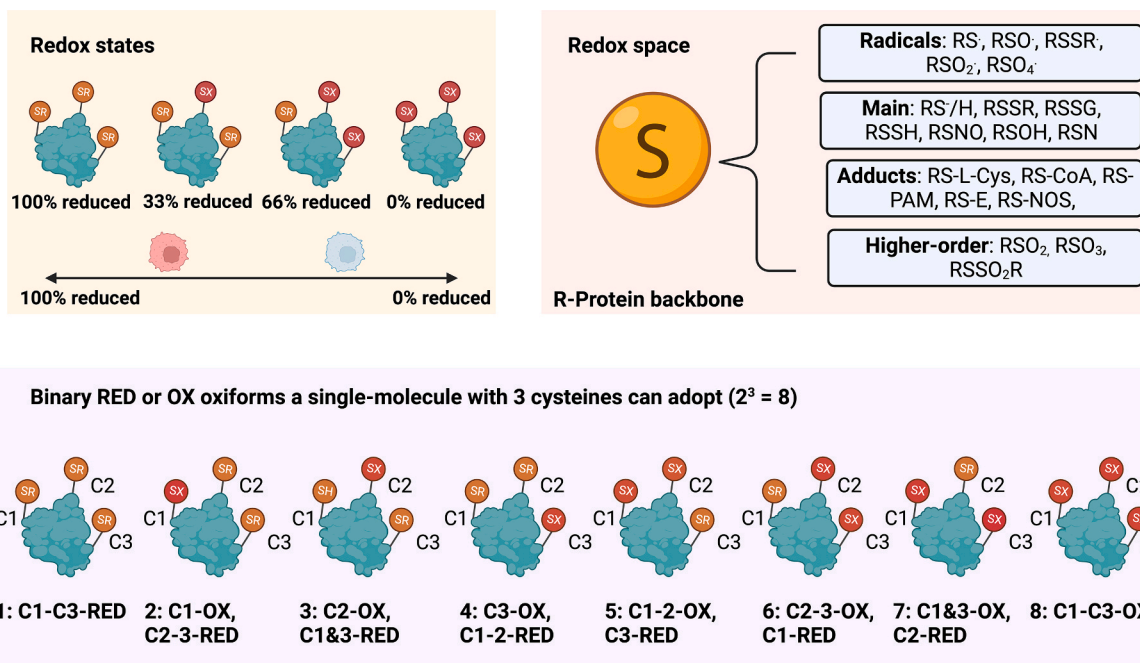 Redox states
SR SR SR
SR SX SR
SR SX SX
SX SX SX
100% reduced 33% reduced 66% reduced 0% reduced
100% reduced 0% reduced
Redox space
S
Radicals: RS·, RSO·, RSSR·,
RSO₂·, RSO₄·
Main: RS⁻/H, RSSR, RSSG,
RSSH, RSNO, RSOH, RSN
Adducts: RS-L-Cys, RS-CoA, RS-
PAM, RS-E, RS-NOS,
Higher-order: RSO₂, RSO₃,
RSSO₂R
R-Protein backbone
Binary RED or OX oxiforms a single-molecule with 3 cysteines can adopt (2³ = 8)
SR SR C2 C1 SR C3
SX SR C2 C1 SR C3
SH SX C2 C1 SR C3
SR SR C2 C1 SX C3
SX SX C2 C1 SR C3
SR SX C2 C1 SX C3
SX SR C2 C1 SX C3
SX SX C1
1: C1-C3-RED
2: C1-OX,
C2-3-RED
3: C2-OX,
C1&3-RED
4: C3-OX,
C1-2-RED
5: C1-2-OX,
C3-RED
6: C2-3-OX,
C1-RED
7: C1&3-OX,
C2-RED
8: C1-C3-OX